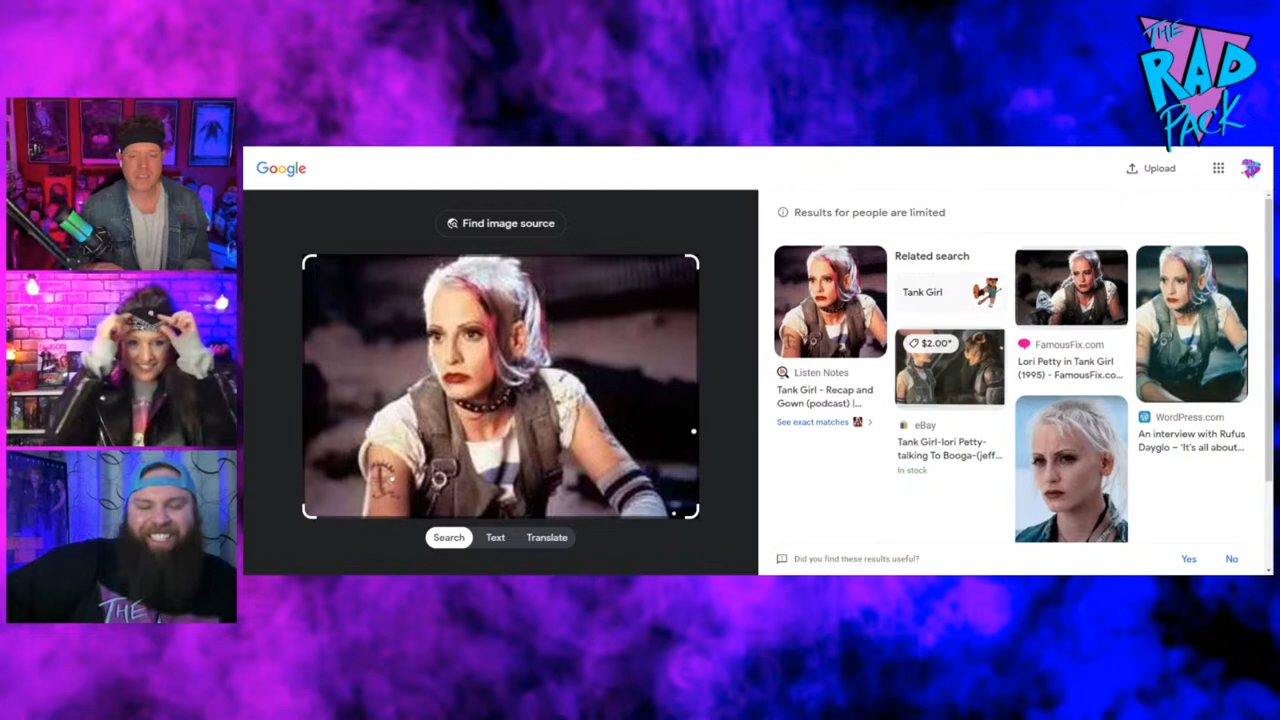 THE
RAD
PACK
Google
Upload
Find image source
Search
Text
Translate
Results for people are limited
Listen Notes
Tank Girl - Recap and
Gown (podcast) |...
See exact matches
Related search
Tank Girl
$2.00*
eBay
Tank Girl-lori Petty-
talking To Booga-(jeff...
In stock
FamousFix.com
Lori Petty in Tank Girl
(1995) - FamousFix.co...
WordPress.com
An interview with Rufus
Dayglo – ‘It’s all about...
Did you find these results useful?
Yes
No
THE